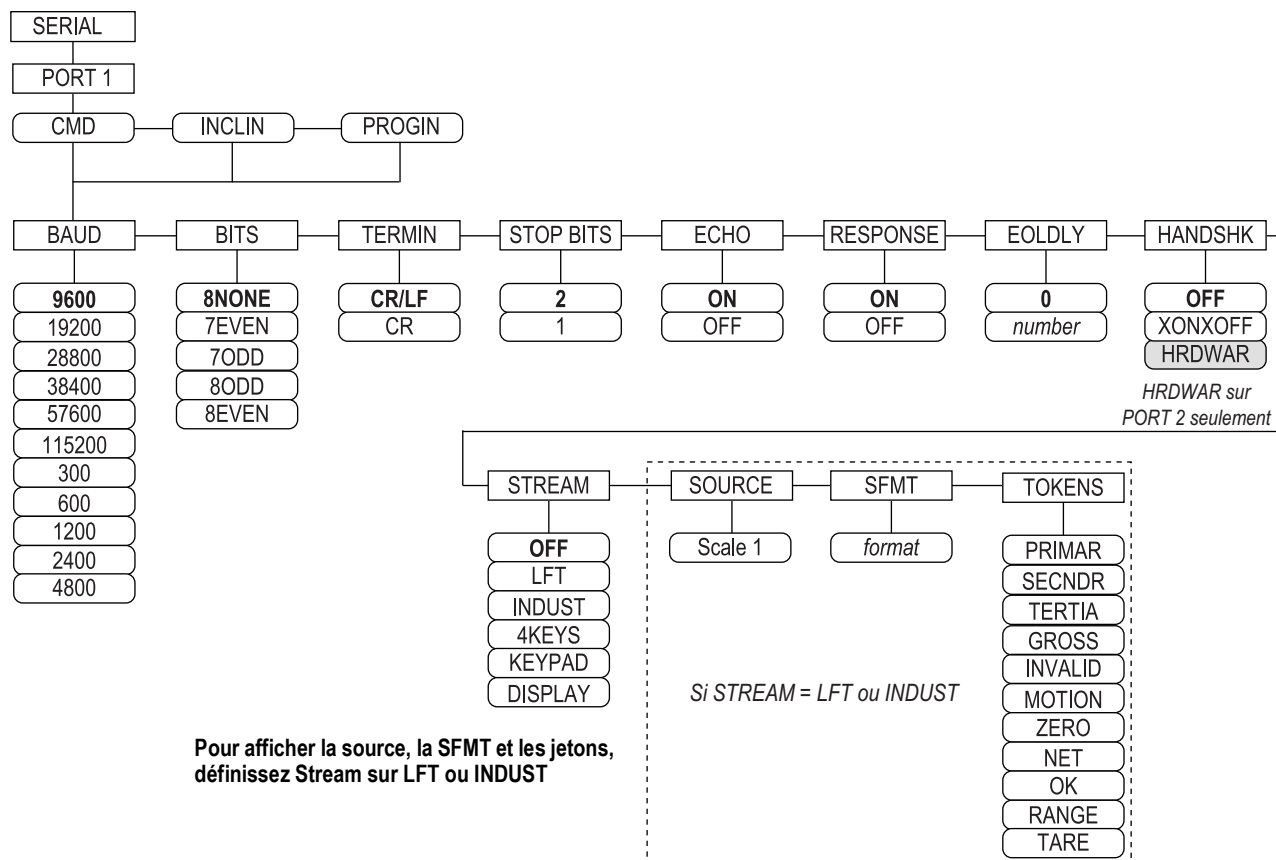 SERIAL
PORT 1
CMD INCLIN PROGIN
BAUD BITS TERMIN STOP BITS ECHO RESPONSE EOLDLY HANDSHK
9600 8NONE CR/LF 2 ON ON 0 OFF
19200 7EVEN CR 1 OFF OFF number XONXOFF
28800 7ODD HRDWAR
38400 8ODD
57600 8EVEN
115200
300
600
1200
2400
4800
HRDWAR sur
PORT 2 seulement
STREAM SOURCE SFMT TOKENS
OFF Scale 1 format PRIMAR
LFT SECNDR
INDUST TERTIA
4KEYS GROSS
KEYPAD INVALID
DISPLAY MOTION
ZERO
NET
OK
RANGE
TARE
Si STREAM = LFT ou INDUST
Pour afficher la source, la SFMT et les jetons,
définissez Stream sur LFT ou INDUST